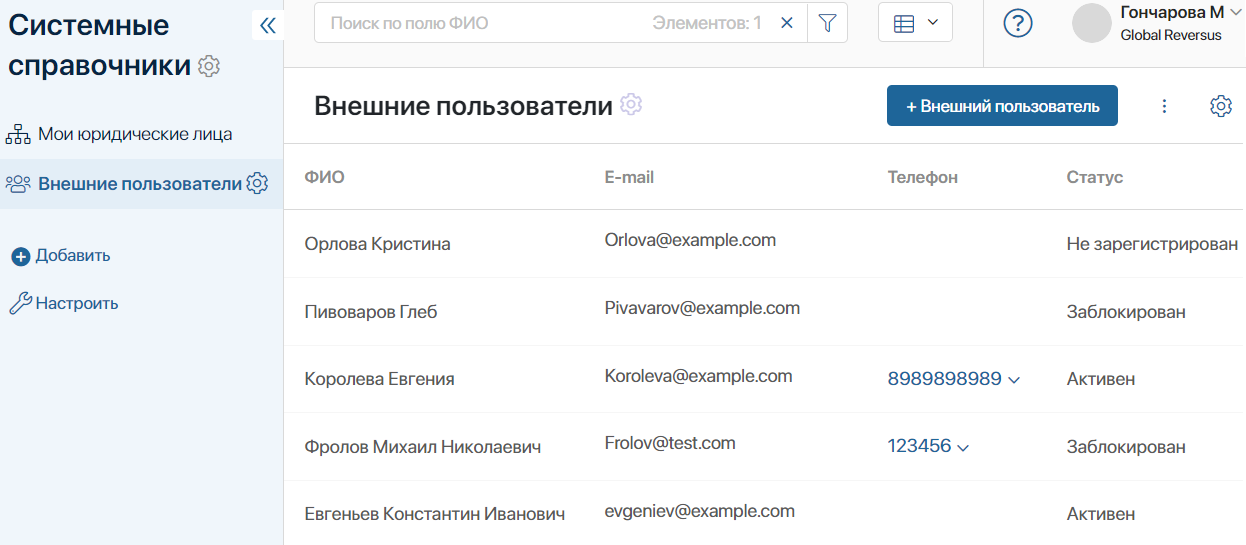 Системные
справочники
Мои юридические лица
Внешние пользователи
Добавить
Настроить
Поиск по полю ФИО Элементов: 1
?
Гончарова М
Global Reversus
Внешние пользователи
+ Внешний пользователь
ФИО E-mail Телефон Статус
Орлова Кристина Orlova@example.com Не зарегистрирован
Пивоваров Глеб Pivavarov@example.com Заблокирован
Королева Евгения Koroleva@example.com 8989898989 Активен
Фролов Михаил Николаевич Frolov@test.com 123456 Заблокирован
Евгеньев Константин Иванович evgeniev@example.com Активен